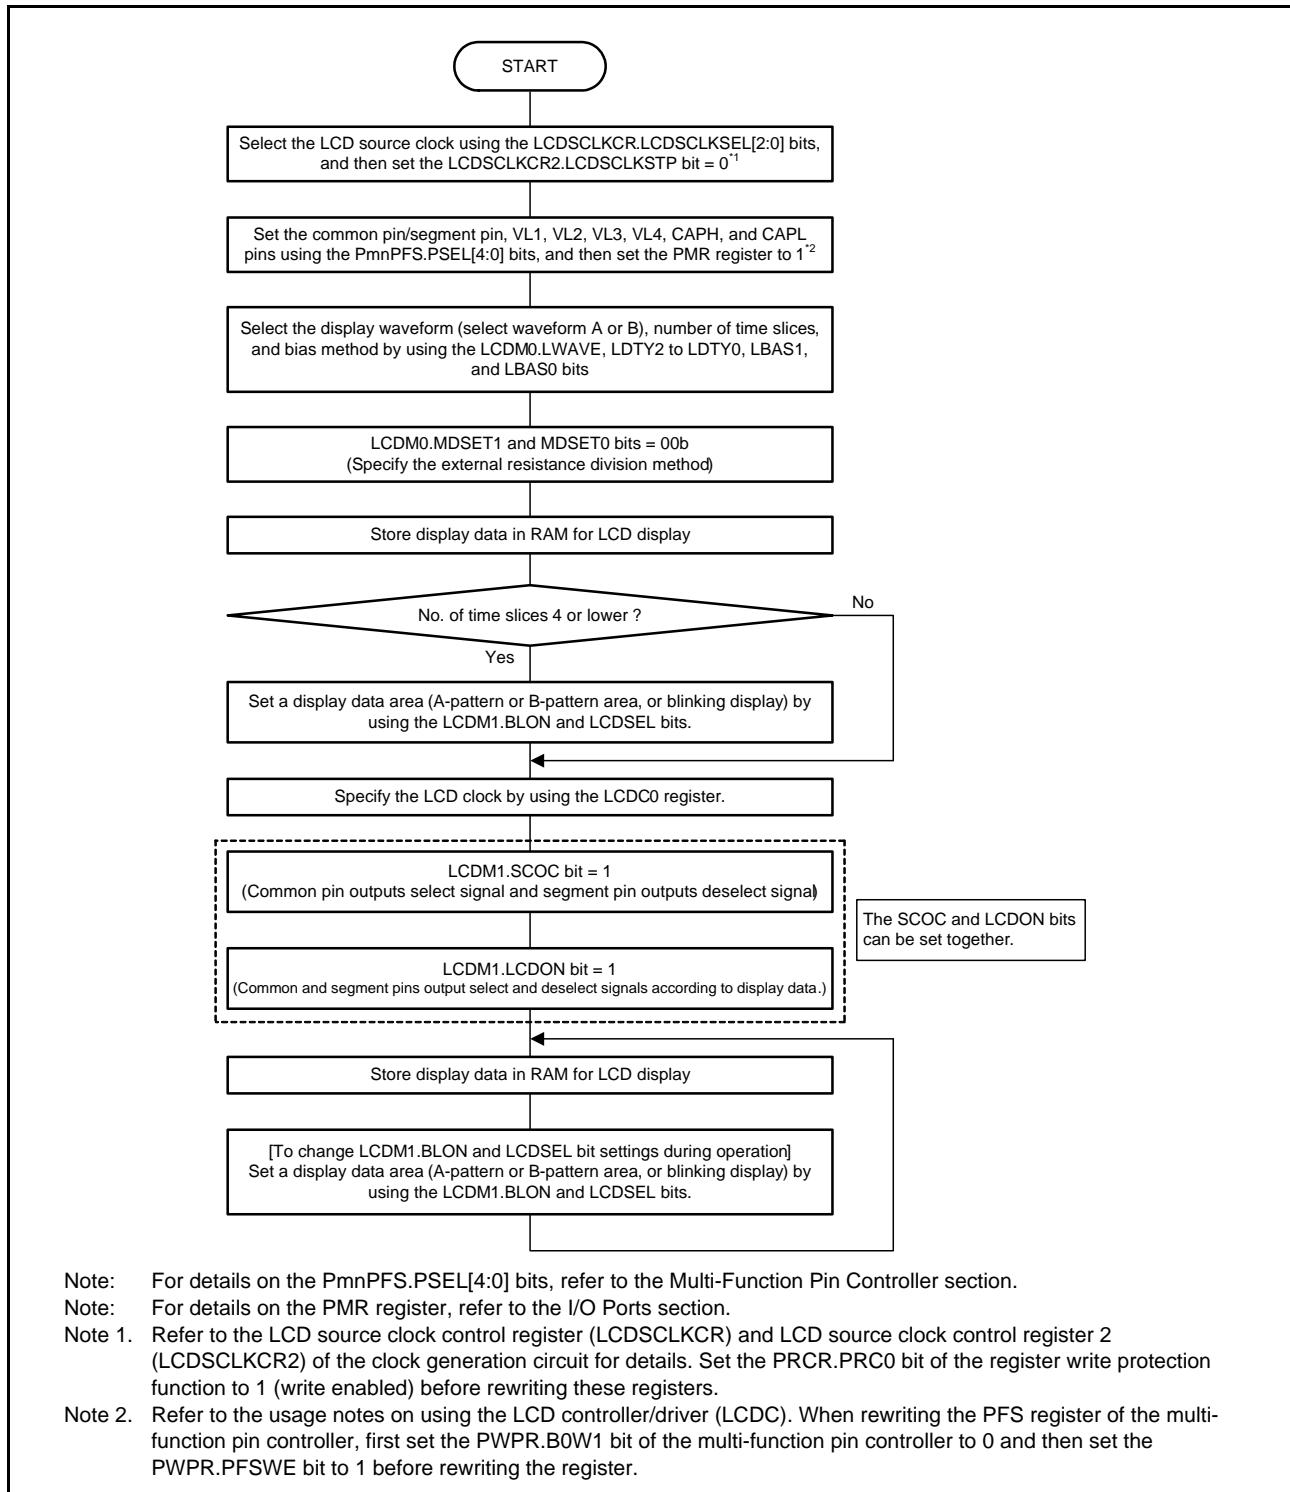 START
Select the LCD source clock using the LCDSCLKCR.LCDSCLKSEL[2:0] bits,
and then set the LCDSCLKCR2.LCDSCLKSTP bit = 0*1
Set the common pin/segment pin, VL1, VL2, VL3, VL4, CAPH, and CAPL
pins using the PmnPFS.PSEL[4:0] bits, and then set the PMR register to 1*2
Select the display waveform (select waveform A or B), number of time slices,
and bias method by using the LCDM0.LWAVE, LDTY2 to LDTY0, LBAS1,
and LBAS0 bits
LCDM0.MDSET1 and MDSET0 bits = 00b
(Specify the external resistance division method)
Store display data in RAM for LCD display
No. of time slices 4 or lower ?
No
Yes
Set a display data area (A-pattern or B-pattern area, or blinking display) by
using the LCDM1.BLON and LCDSEL bits.
Specify the LCD clock by using the LCDC0 register.
LCDM1.SCOC bit = 1
(Common pin outputs select signal and segment pin outputs deselect signal)
The SCOC and LCDON bits
can be set together.
LCDM1.LCDON bit = 1
(Common and segment pins output select and deselect signals according to display data.)
Store display data in RAM for LCD display
[To change LCDM1.BLON and LCDSEL bit settings during operation]
Set a display data area (A-pattern or B-pattern area, or blinking display) by
using the LCDM1.BLON and LCDSEL bits.
Note: For details on the PmnPFS.PSEL[4:0] bits, refer to the Multi-Function Pin Controller section.
Note: For details on the PMR register, refer to the I/O Ports section.
Note 1. Refer to the LCD source clock control register (LCDSCLKCR) and LCD source clock control register 2
(LCDSCLKCR2) of the clock generation circuit for details. Set the PRCR.PRC0 bit of the register write protection
function to 1 (write enabled) before rewriting these registers.
Note 2. Refer to the usage notes on using the LCD controller/driver (LCDC). When rewriting the PFS register of the multi-
function pin controller, first set the PWPR.B0W1 bit of the multi-function pin controller to 0 and then set the
PWPR.PFSWE bit to 1 before rewriting the register.